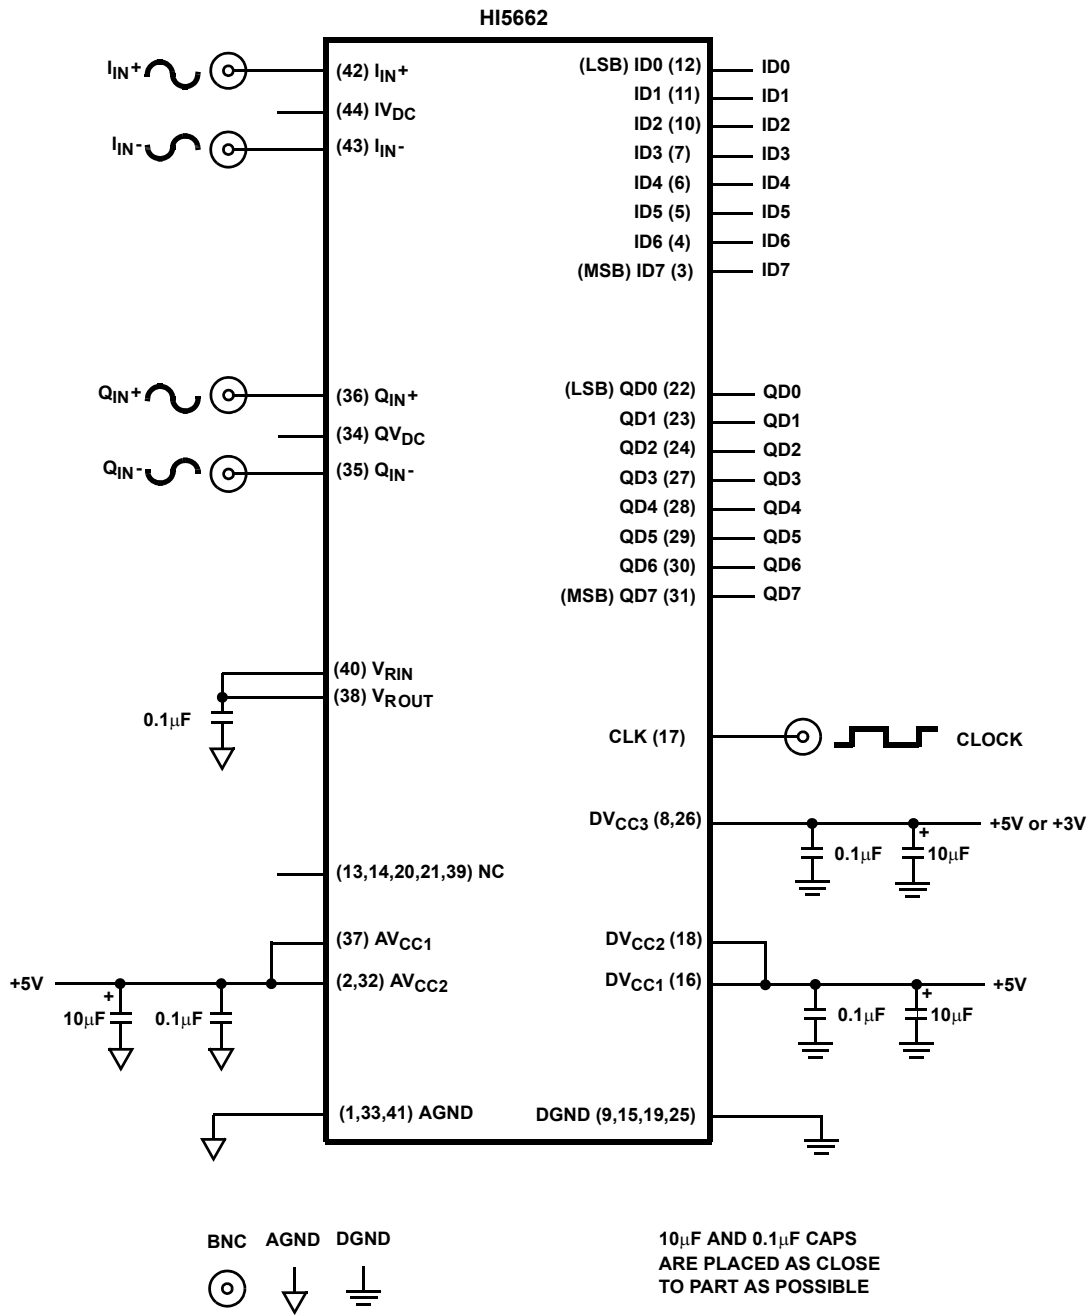 HI5662
IIN+
(42) IIN+
(44) IVDC
IIN-
(43) IIN-
(LSB) ID0 (12)
ID0
ID1 (11)
ID1
ID2 (10)
ID2
ID3 (7)
ID3
ID4 (6)
ID4
ID5 (5)
ID5
ID6 (4)
ID6
(MSB) ID7 (3)
ID7
QIN+
(36) QIN+
(34) QVDC
QIN-
(35) QIN-
(LSB) QD0 (22)
QD0
QD1 (23)
QD1
QD2 (24)
QD2
QD3 (27)
QD3
QD4 (28)
QD4
QD5 (29)
QD5
QD6 (30)
QD6
(MSB) QD7 (31)
QD7
(40) VRIN
(38) VROUT
0.1μF
CLK (17)
CLOCK
DVCC3 (8,26)
+5V or +3V
+
0.1μF
10μF
(13,14,20,21,39) NC
(37) AVCC1
+5V
(2,32) AVCC2
+
10μF
0.1μF
DVCC2 (18)
DVCC1 (16)
+5V
+
0.1μF
10μF
(1,33,41) AGND
DGND (9,15,19,25)
BNC
AGND
DGND
10μF AND 0.1μF CAPS
ARE PLACED AS CLOSE
TO PART AS POSSIBLE